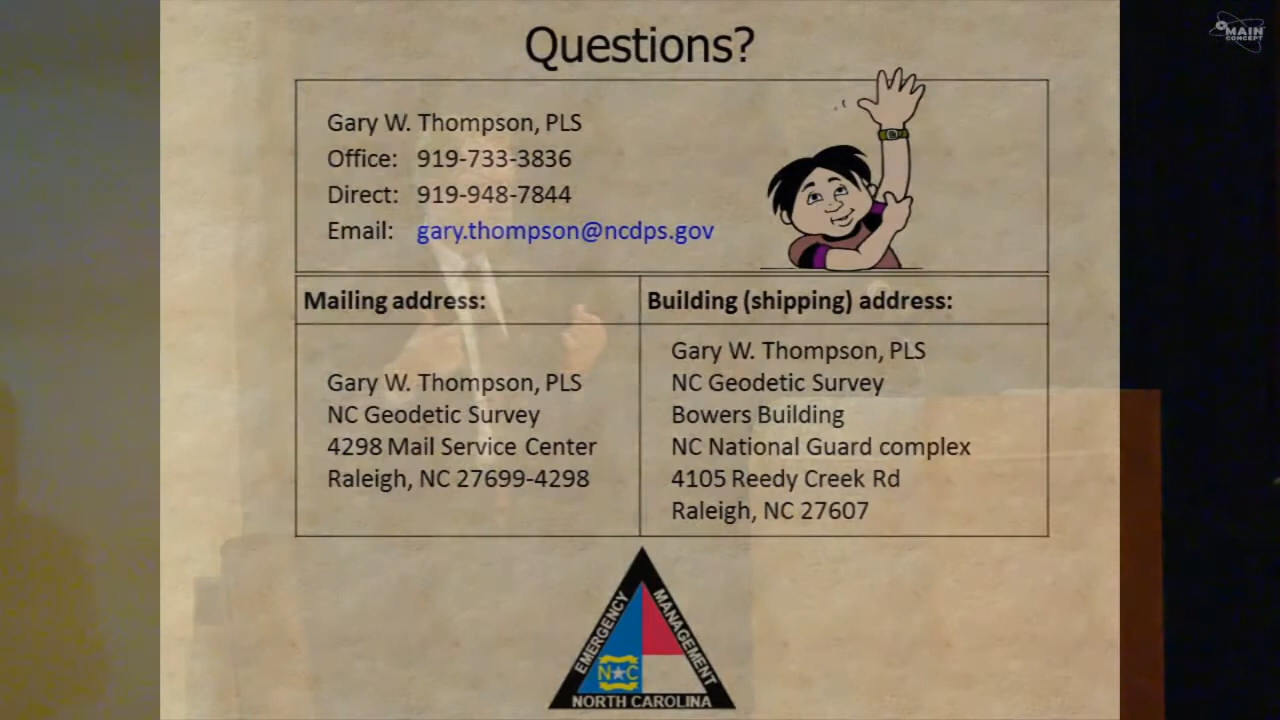 Questions?
Gary W. Thompson, PLS
Office: 919-733-3836
Direct: 919-948-7844
Email: gary.thompson@ncdps.gov
Mailing address:
Gary W. Thompson, PLS
NC Geodetic Survey
4298 Mail Service Center
Raleigh, NC 27699-4298
Building (shipping) address:
Gary W. Thompson, PLS
NC Geodetic Survey
Bowers Building
NC National Guard complex
4105 Reedy Creek Rd
Raleigh, NC 27607
EMERGENCY
MANAGEMENT
N★C
NORTH CAROLINA
MAIN
CONCEPT